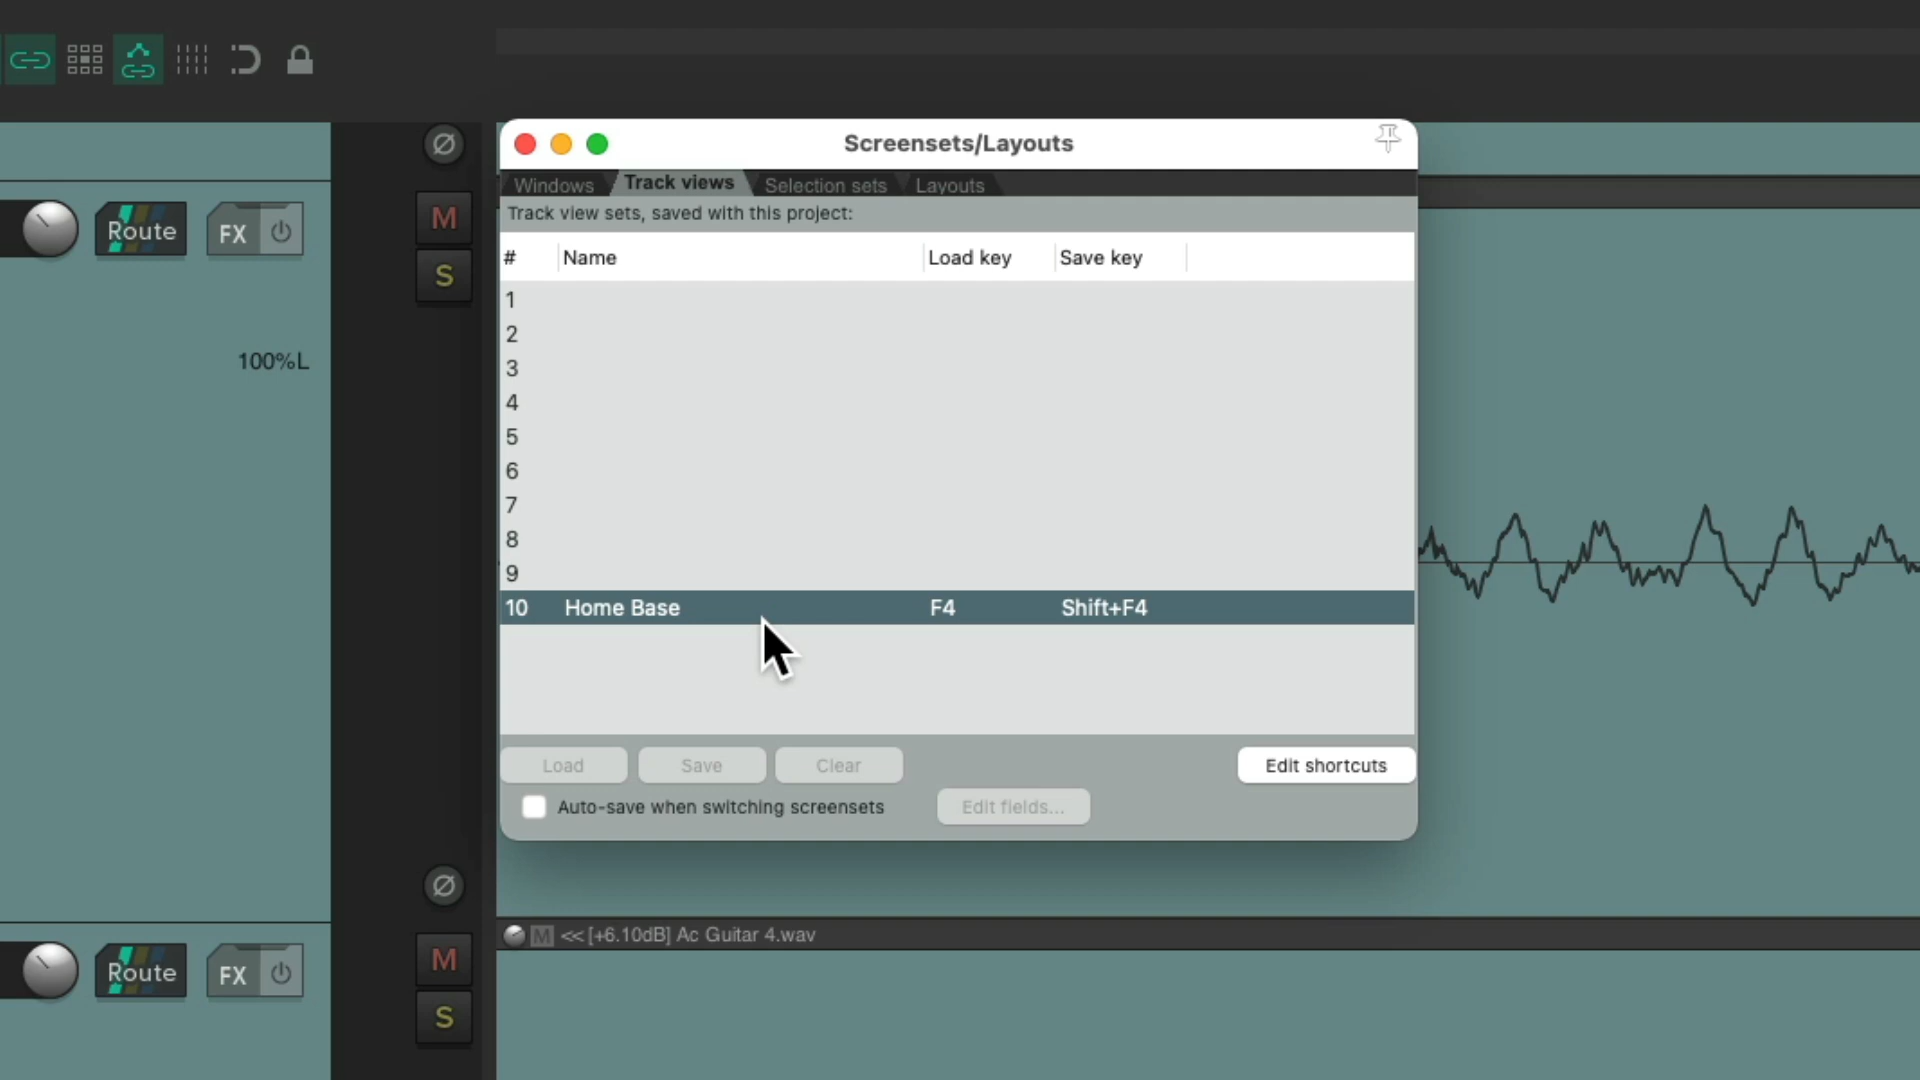 Screensets/Layouts
Windows Track views Selection sets Layouts
Track view sets, saved with this project:
# Name Load key Save key
1
2
3
4
5
6
7
8
9
10 Home Base F4 Shift+F4
Load Save Clear Edit shortcuts
Auto-save when switching screensets Edit fields...
Route FX
M
S
100%L
M << [+6.10dB] Ac Guitar 4.wav
Route FX
M
S